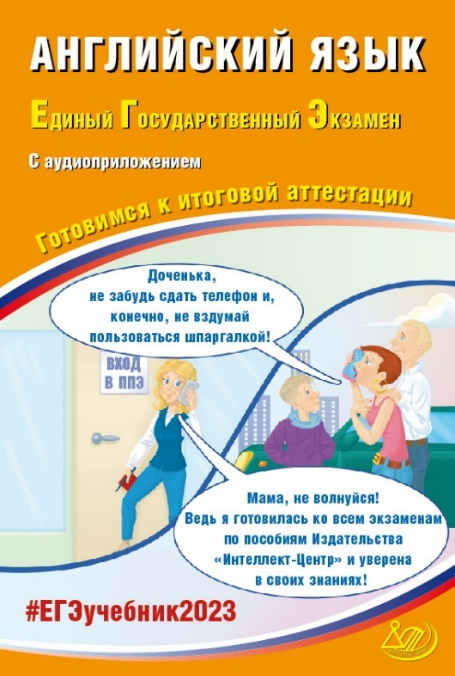 АНГЛИЙСКИЙ ЯЗЫК
Единый Государственный Экзамен
С аудиоприложением
Готовимся к итоговой аттестации
Доченька,
не забудь сдать телефон и,
конечно, не вздумай
пользоваться шпаргалкой!
ВХОД
В ППЭ
Мама, не волнуйся!
Ведь я готовилась ко всем экзаменам
по пособиям Издательства
«Интеллект-Центр» и уверена
в своих знаниях!
#ЕГЭучебник2023